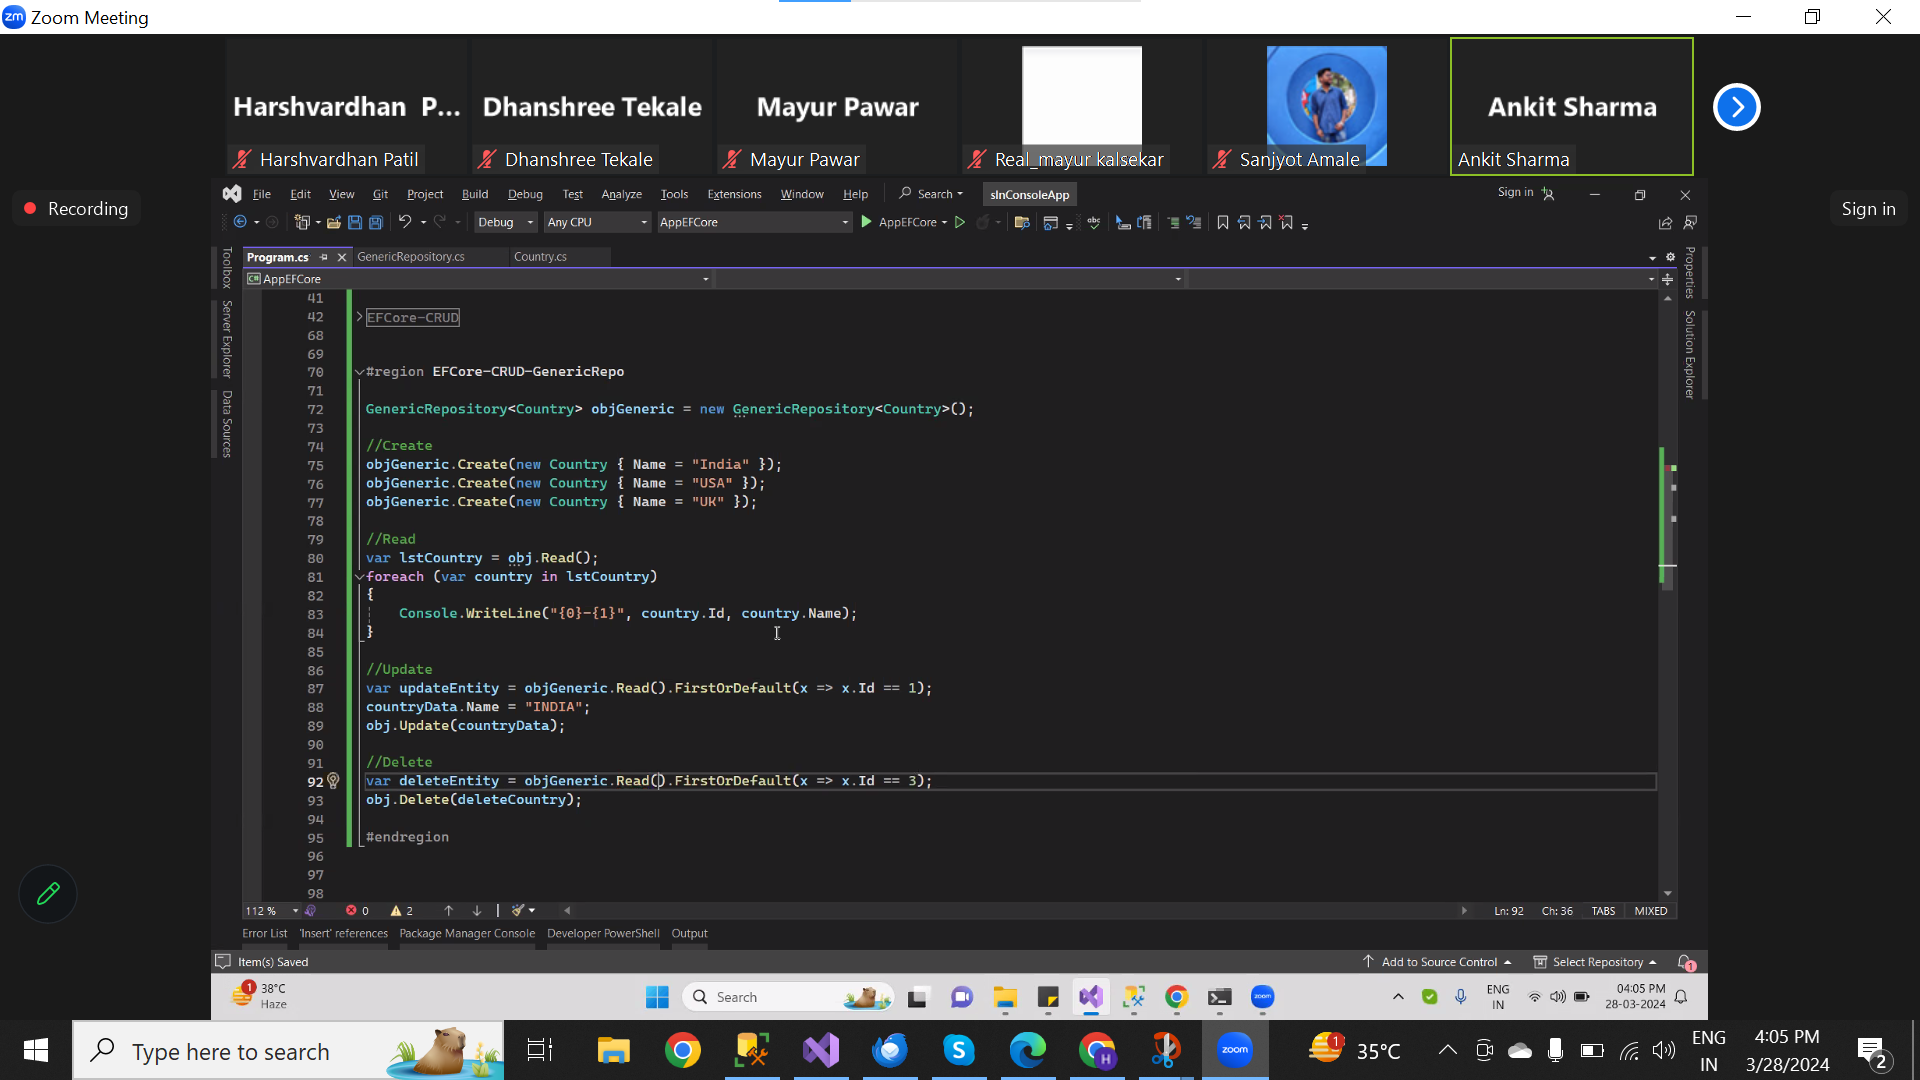 zm Zoom Meeting
Harshvardhan P... Dhanshree Tekale Mayur Pawar Ankit Sharma
Harshvardhan Patil Dhanshree Tekale Mayur Pawar Real_mayur kalsekar Sanjyot Amale Ankit Sharma
Recording
Sign in
File Edit View Git Project Build Debug Test Analyze Tools Extensions Window Help Search slnConsoleApp Sign in
Debug Any CPU AppEFCore AppEFCore
Toolbox
Server Explorer
Data Sources
Properties
Solution Explorer
Program.cs GenericRepository.cs Country.cs
C# AppEFCore
41
42 EFCore-CRUD
68
69
70 #region EFCore-CRUD-GenericRepo
71
72 GenericRepository<Country> objGeneric = new GenericRepository<Country>();
73
74 //Create
75 objGeneric.Create(new Country { Name = "India" });
76 objGeneric.Create(new Country { Name = "USA" });
77 objGeneric.Create(new Country { Name = "UK" });
78
79 //Read
80 var lstCountry = obj.Read();
81 foreach (var country in lstCountry)
82 {
83 Console.WriteLine("{0}-{1}", country.Id, country.Name);
84 }
85
86 //Update
87 var updateEntity = objGeneric.Read().FirstOrDefault(x => x.Id == 1);
88 countryData.Name = "INDIA";
89 obj.Update(countryData);
90
91 //Delete
92 var deleteEntity = objGeneric.Read().FirstOrDefault(x => x.Id == 3);
93 obj.Delete(deleteCountry);
94
95 #endregion
96
97
98
112 % 0 2 Ln: 92 Ch: 36 TABS MIXED
Error List 'Insert' references Package Manager Console Developer PowerShell Output
Item(s) Saved Add to Source Control Select Repository 1
1 38°C
Haze
Search
zoom
ENG
IN
04:05 PM
28-03-2024
Type here to search
zoom
1 35°C
ENG
IN
4:05 PM
3/28/2024
2